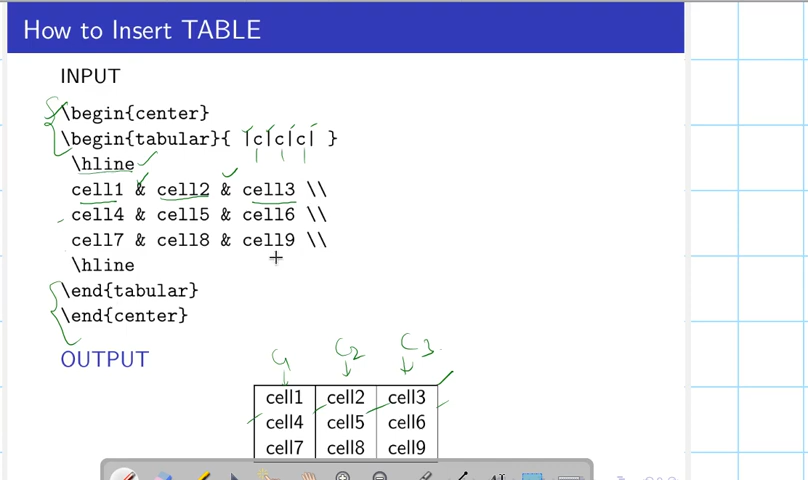 How to Insert TABLE
INPUT
\begin{center}
\begin{tabular}{ |c|c|c| }
\hline
cell1 & cell2 & cell3 \\
cell4 & cell5 & cell6 \\
cell7 & cell8 & cell9 \\
\hline
\end{tabular}
\end{center}
OUTPUT
C1 C2 C3
cell1 cell2 cell3
cell4 cell5 cell6
cell7 cell8 cell9